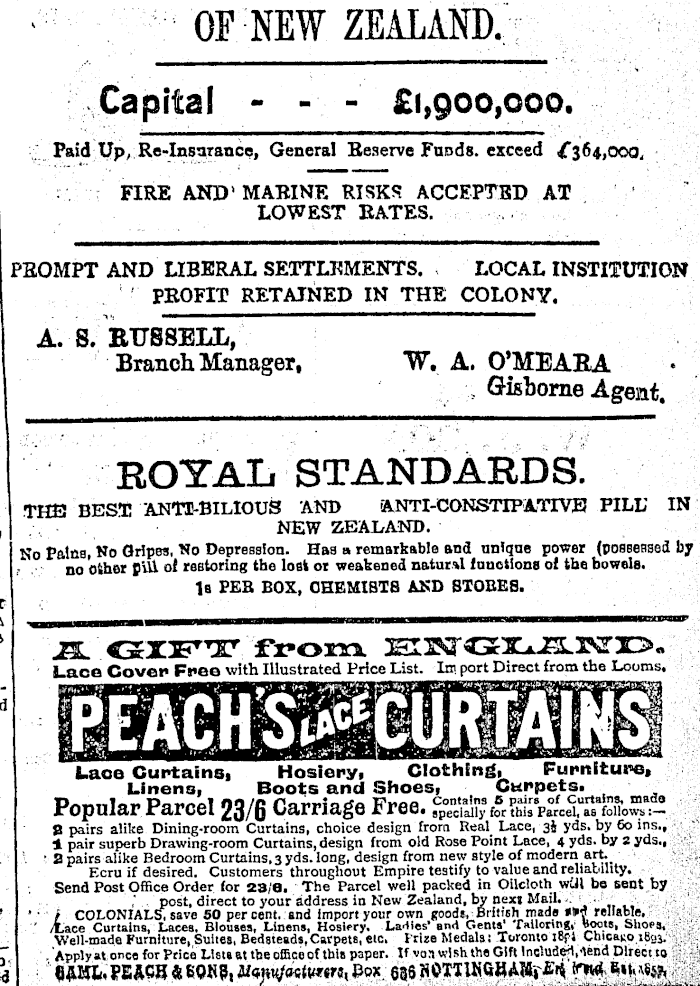 OF NEW ZEALAND.
Capital - - - £1,900,000.
Paid Up, Re-Insurance, General Reserve Funds. exceed £364,000.
FIRE AND MARINE RISKS ACCEPTED AT
LOWEST RATES.
PROMPT AND LIBERAL SETTLEMENTS. LOCAL INSTITUTION
PROFIT RETAINED IN THE COLONY.
A. S. RUSSELL,
Branch Manager,
W. A. O'MEARA
Gisborne Agent.
ROYAL STANDARDS.
THE BEST ANTI-BILIOUS AND ANTI-CONSTIPATIVE PILL IN
NEW ZEALAND.
No Pains, No Gripes, No Depression. Has a remarkable and unique power (possessed by
no other pill of restoring the lost or weakened natural functions of the bowels.
1s PER BOX, CHEMISTS AND STORES.
A GIFT from ENGLAND.
Lace Cover Free with Illustrated Price List. Import Direct from the Looms,
PEACH'S LACE CURTAINS
Lace Curtains, Hosiery, Clothing, Furniture,
Linens, Boots and Shoes, Carpets.
Popular Parcel 23/6 Carriage Free. Contains 5 pairs of Curtains, made
specially for this Parcel, as follows:—
2 pairs alike Dining-room Curtains, choice design from Real Lace, 3½ yds. by 60 ins.,
1 pair superb Drawing-room Curtains, design from old Rose Point Lace, 4 yds. by 2 yds.,
2 pairs alike Bedroom Curtains, 3 yds. long, design from new style of modern art.
Ecru if desired. Customers throughout Empire testify to value and reliability.
Send Post Office Order for 23/6. The Parcel well packed in Oilcloth will be sent by
post, direct to your address in New Zealand, by next Mail.
COLONIALS, save 50 per cent. and import your own goods, British made and reliable.
Lace Curtains, Laces, Blouses, Linens, Hosiery. Ladies' and Gents' Tailoring, Boots, Shoes,
Well-made Furniture, Suites, Bedsteads, Carpets, etc. Prize Medals: Toronto Chicago 1893.
Apply at once for Price Lists at the office of this paper. If you wish the Gift Included, send Direct to
SAML. PEACH & SONS, Manufacturers, Box 636 NOTTINGHAM, Est. 1857.